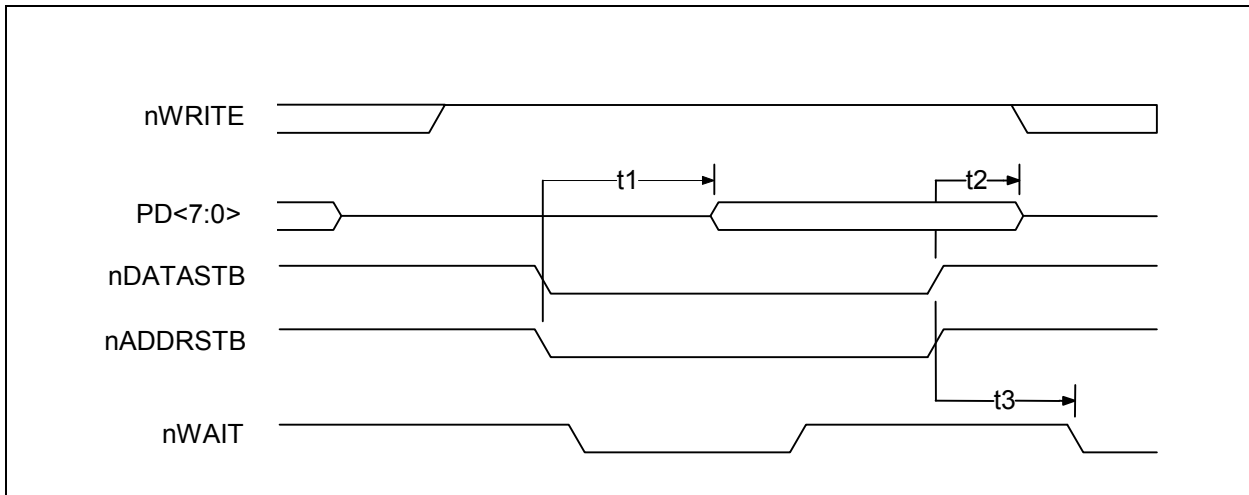 nWRITE
t1
t2
PD<7:0>
nDATASTB
nADDRSTB
t3
nWAIT